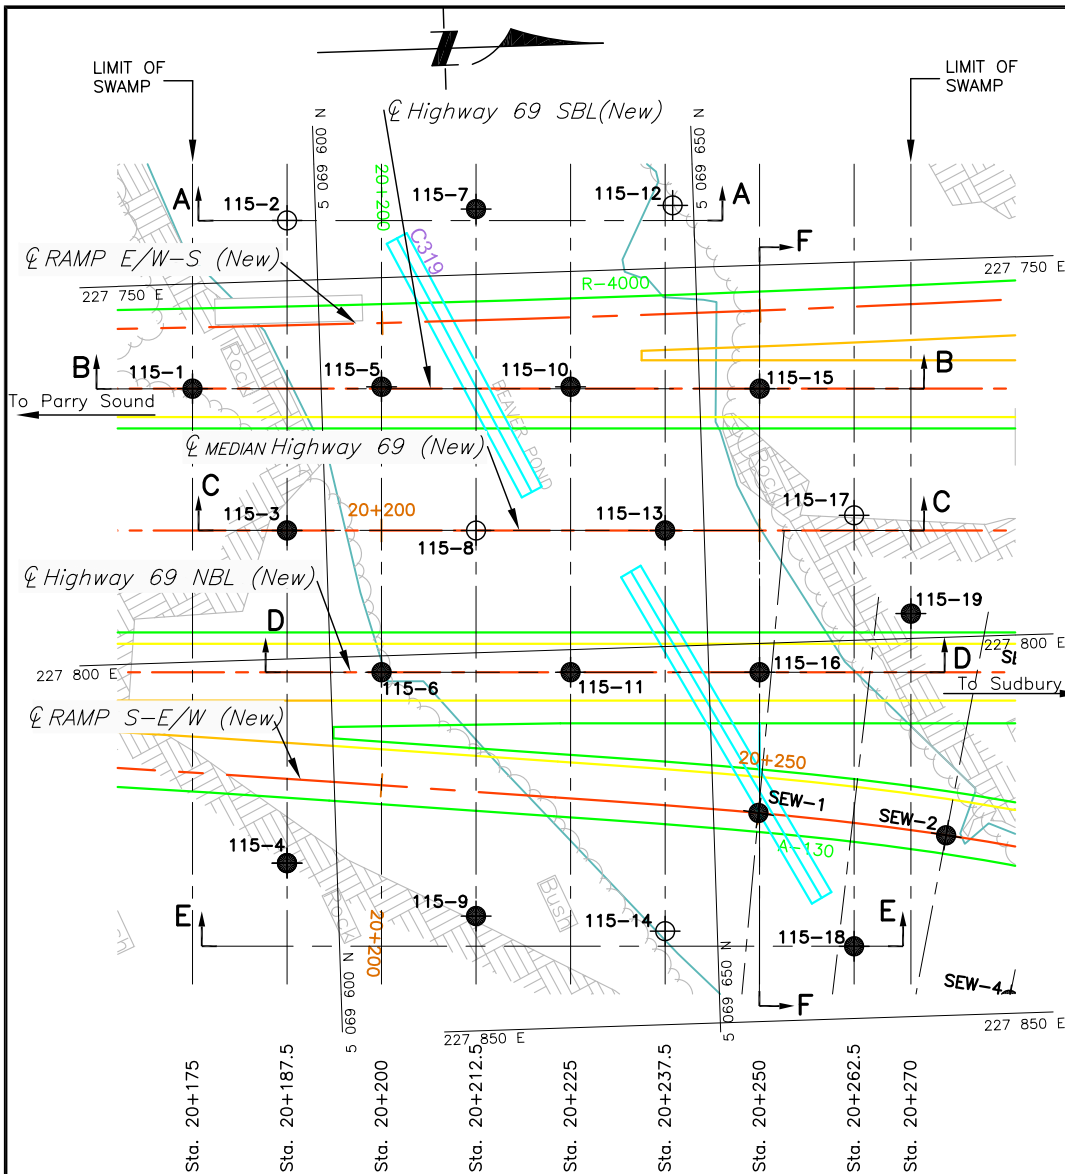 LIMIT OF
SWAMP
LIMIT OF
SWAMP
℄ Highway 69 SBL(New)
5 069 600 N
5 069 650 N
20+200
A
115-2
115-7
115-12
A
F
C319
℄ RAMP E/W-S (New)
227 750 E
227 750 E
R-4000
Rock
B
115-1
115-5
115-10
115-15
B
To Parry Sound
BEAVER POND
℄ MEDIAN Highway 69 (New)
Rock
C
115-3
20+200
115-8
115-13
115-17
C
℄ Highway 69 NBL (New)
115-19
D
227 800 E
227 800 E
115-6
115-11
115-16
D
To Sudbury
℄ RAMP S-E/W (New)
Rock
20+250
SEW-1
SEW-2
A-130
115-4
Rock
20+200
115-9
Bush
115-14
115-18
E
E
SEW-4
5 069 600 N
5 069 650 N
F
227 850 E
227 850 E
Sta. 20+175
Sta. 20+187.5
Sta. 20+200
Sta. 20+212.5
Sta. 20+225
Sta. 20+237.5
Sta. 20+250
Sta. 20+262.5
Sta. 20+270